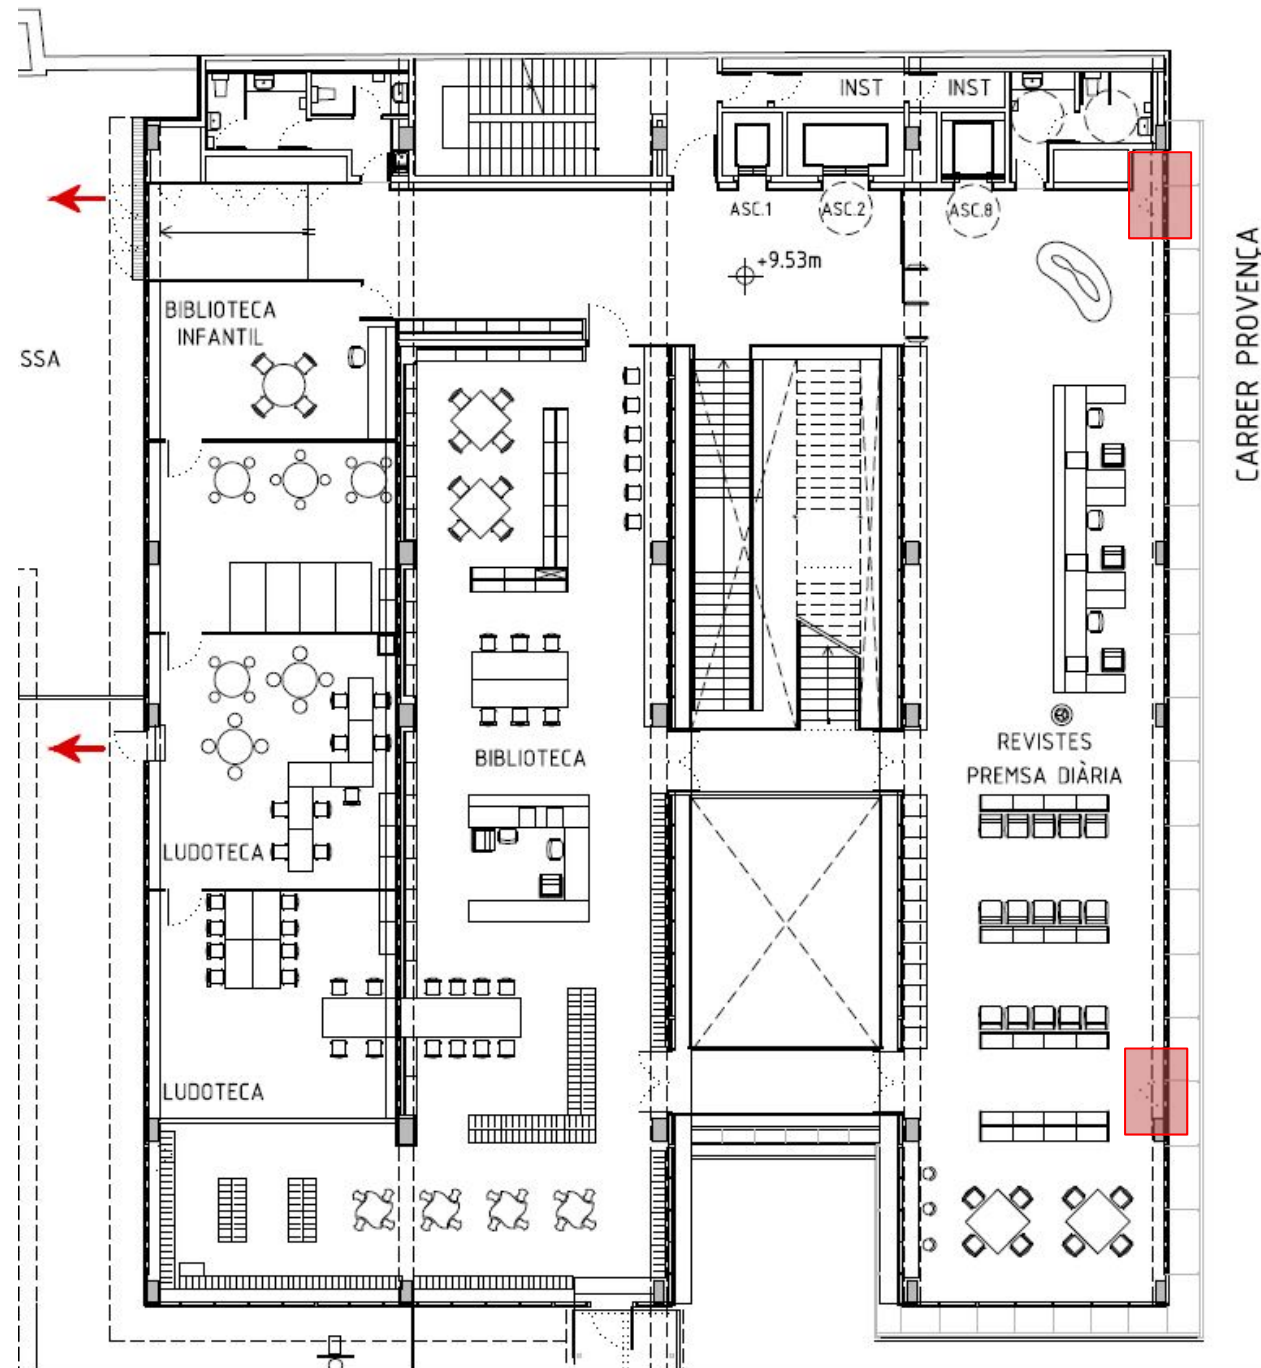 INST
INST
ASC.1
ASC.2
ASC.8
+9.53m
CARRER PROVENÇA
BIBLIOTECA
INFANTIL
SSA
REVISTES
PREMSA DIÀRIA
BIBLIOTECA
LUDOTECA
LUDOTECA